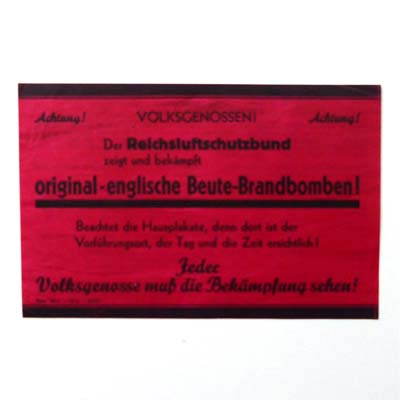 Achtung! VOLKSGENOSSEN! Achtung!
Der Reichsluftschutzbund
zeigt und bekämpft
original-englische Beute-Brandbomben!
Beachtet die Hausplakate, denn dort ist der
Vorführungsort, der Tag und die Zeit ersichtlich!
Jeder
Volksgenosse muß die Bekämpfung sehen!